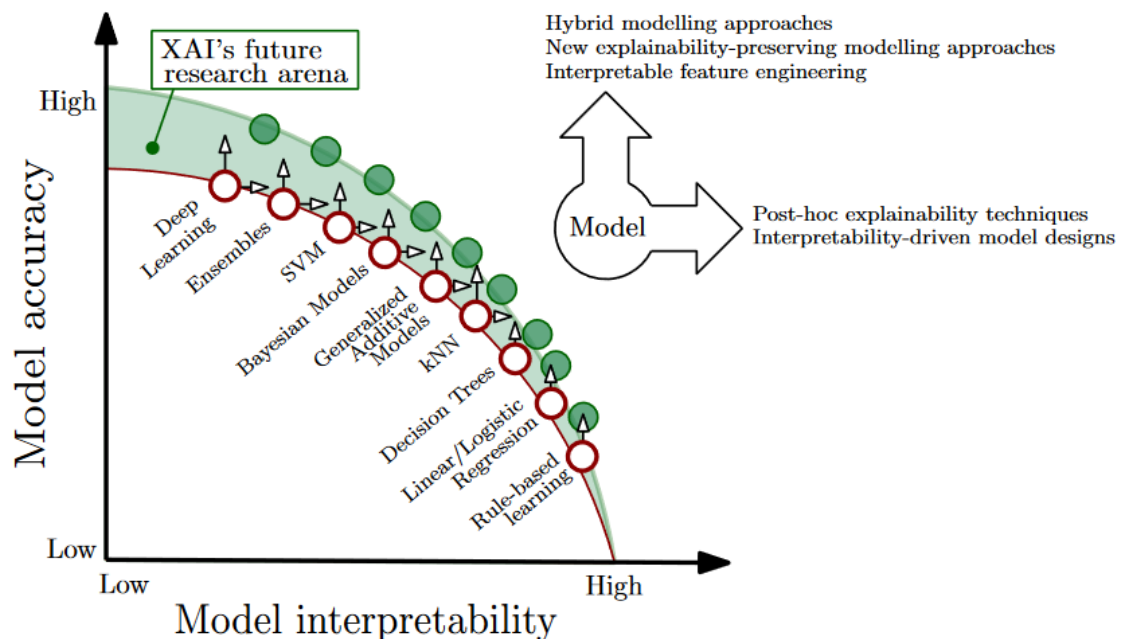 XAI's future
research arena
High
Model accuracy
Low
Low
High
Model interpretability
Deep
Learning
Ensembles
SVM
Bayesian Models
Generalized
Additive
Models
kNN
Decision Trees
Linear/Logistic
Regression
Rule-based
learning
Hybrid modelling approaches
New explainability-preserving modelling approaches
Interpretable feature engineering
Model
Post-hoc explainability techniques
Interpretability-driven model designs